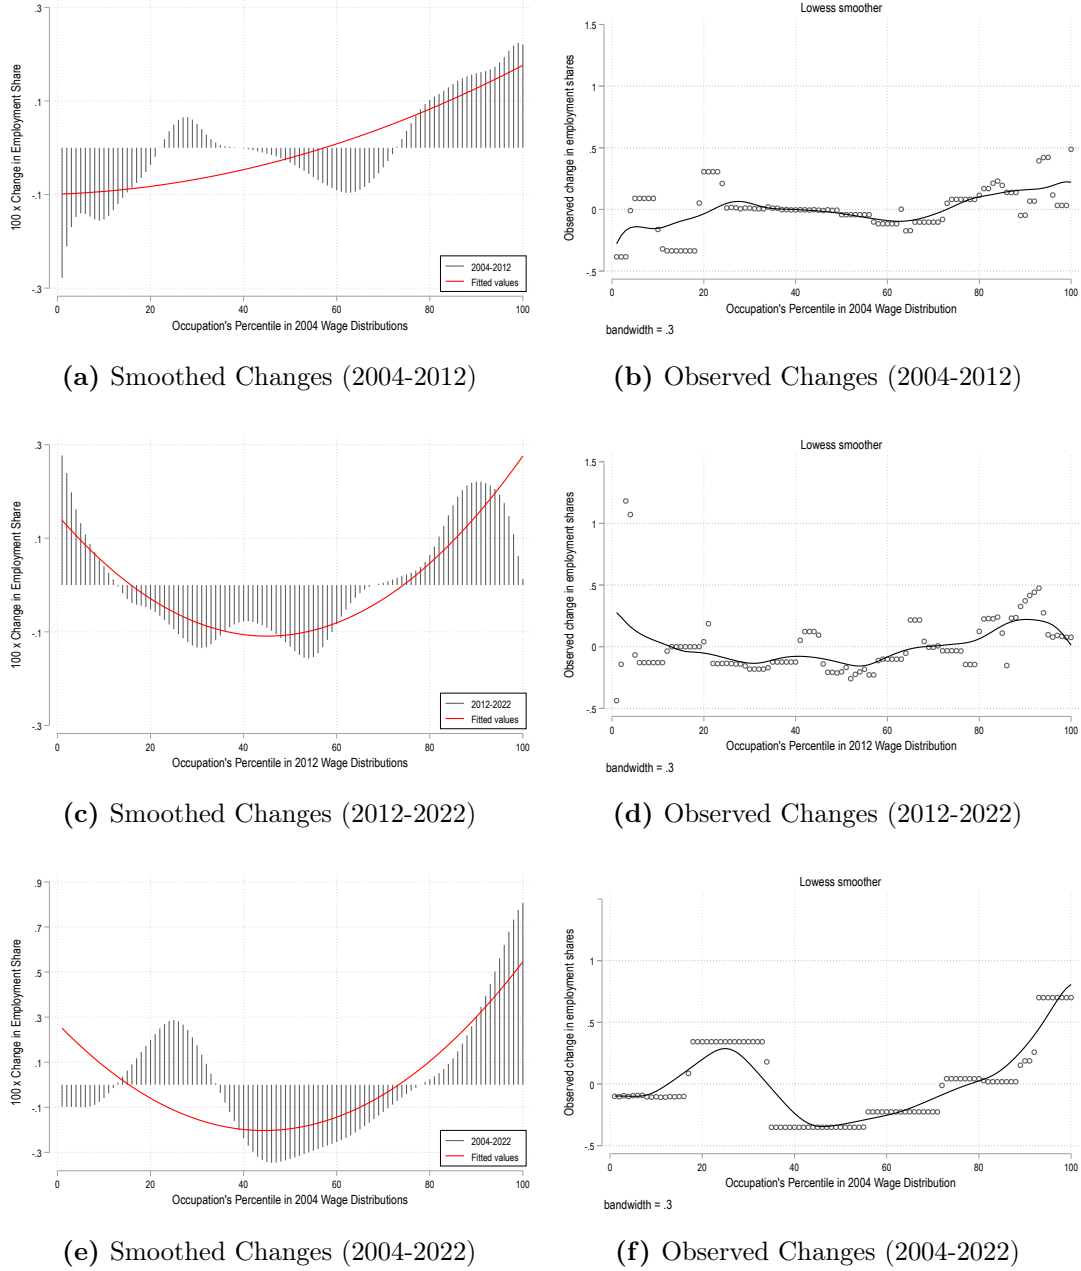 .3
.1
-.1
-.3
100 x Change in Employment Share
0 20 40 60 80 100
Occupation's Percentile in 2004 Wage Distributions
2004-2012
Fitted values
(a) Smoothed Changes (2004-2012)
Lowess smoother
1.5
1
.5
0
-.5
Observed change in employment shares
0 20 40 60 80 100
Occupation's Percentile in 2004 Wage Distribution
bandwidth = .3
(b) Observed Changes (2004-2012)
.3
.1
-.1
-.3
100 x Change in Employment Share
0 20 40 60 80 100
Occupation's Percentile in 2012 Wage Distributions
2012-2022
Fitted values
(c) Smoothed Changes (2012-2022)
Lowess smoother
1.5
1
.5
0
-.5
Observed change in employment shares
0 20 40 60 80 100
Occupation's Percentile in 2012 Wage Distribution
bandwidth = .3
(d) Observed Changes (2012-2022)
.9
.7
.5
.3
.1
-.1
-.3
100 x Change in Employment Share
0 20 40 60 80 100
Occupation's Percentile in 2004 Wage Distributions
2004-2022
Fitted values
(e) Smoothed Changes (2004-2022)
Lowess smoother
1
.5
0
-.5
Observed change in employment shares
0 20 40 60 80 100
Occupation's Percentile in 2004 Wage Distribution
bandwidth = .3
(f) Observed Changes (2004-2022)